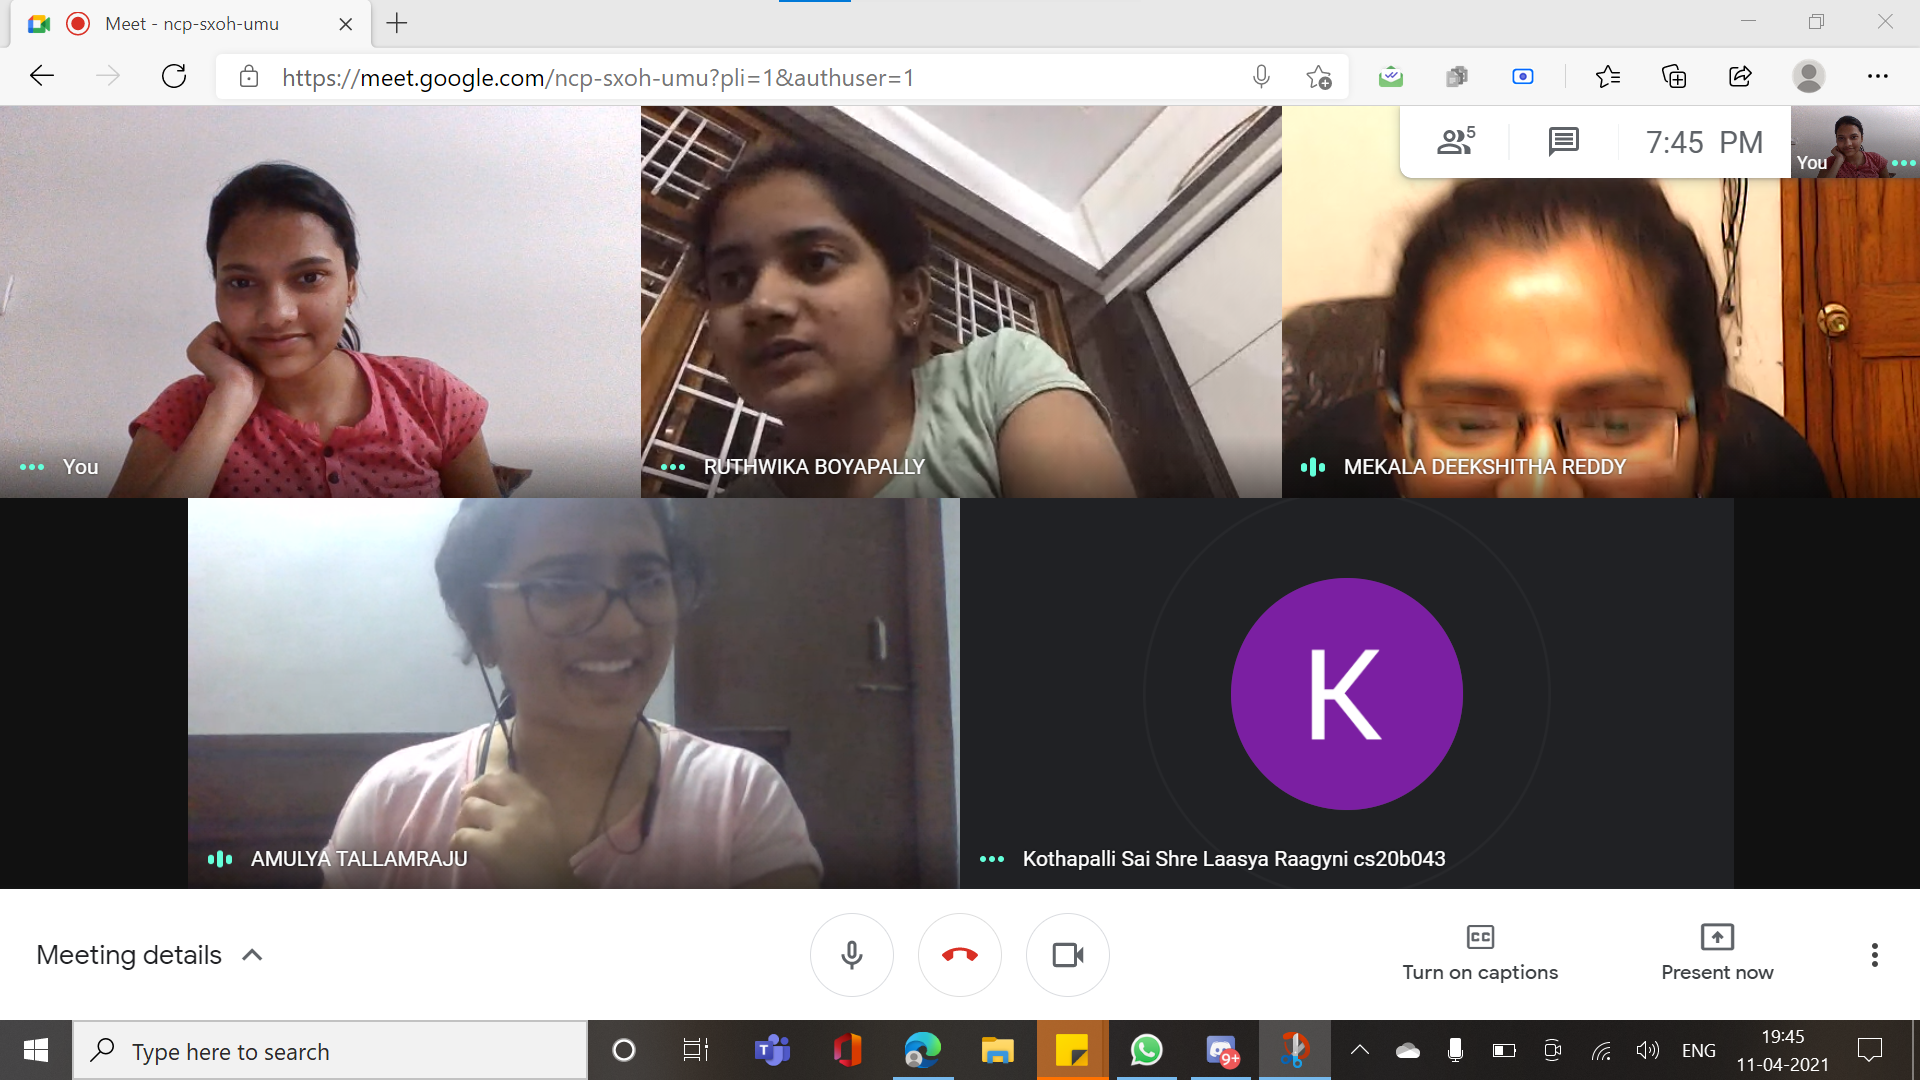 Meet - ncp-sxoh-umu
https://meet.google.com/ncp-sxoh-umu?pli=1&authuser=1
5
7:45 PM
You
You
RUTHWIKA BOYAPALLY
MEKALA DEEKSHITHA REDDY
K
AMULYA TALLAMRAJU
Kothapalli Sai Shre Laasya Raagyni cs20b043
Meeting details
CC
Turn on captions
Present now
Type here to search
T
9+
ENG
19:45
11-04-2021